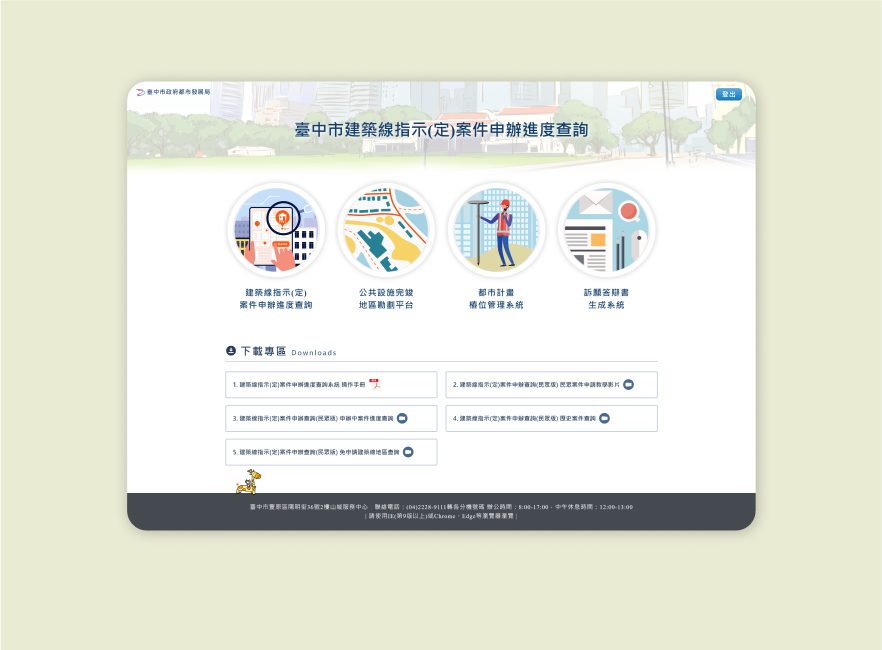 臺中市政府都市發展局
登出
臺中市建築線指示(定)案件申辦進度查詢
建築線指示(定)
案件申辦進度查詢
公共設施完竣
地區勘劃平台
都市計畫
樁位管理系統
訴願答辯書
生成系統
下載專區 Downloads
1. 建築線指示(定)案件申辦進度查詢系統 操作手冊
2. 建築線指示(定)案件申辦查詢(民眾版) 民眾案件申請教學影片
3. 建築線指示(定)案件申辦查詢(民眾版) 申辦中案件進度查詢
4. 建築線指示(定)案件申辦查詢(民眾版) 歷史案件查詢
5. 建築線指示(定)案件申辦查詢(民眾版) 免申請建築線地區查詢
臺中市豐原區陽明街36號2樓山城服務中心 聯絡電話：(04)2228-9111轉各分機號碼 辦公時間：8:00-17:00，中午休息時間：12:00-13:00
| 請使用IE(第9版以上)或Chrome、Edge等瀏覽器瀏覽 |